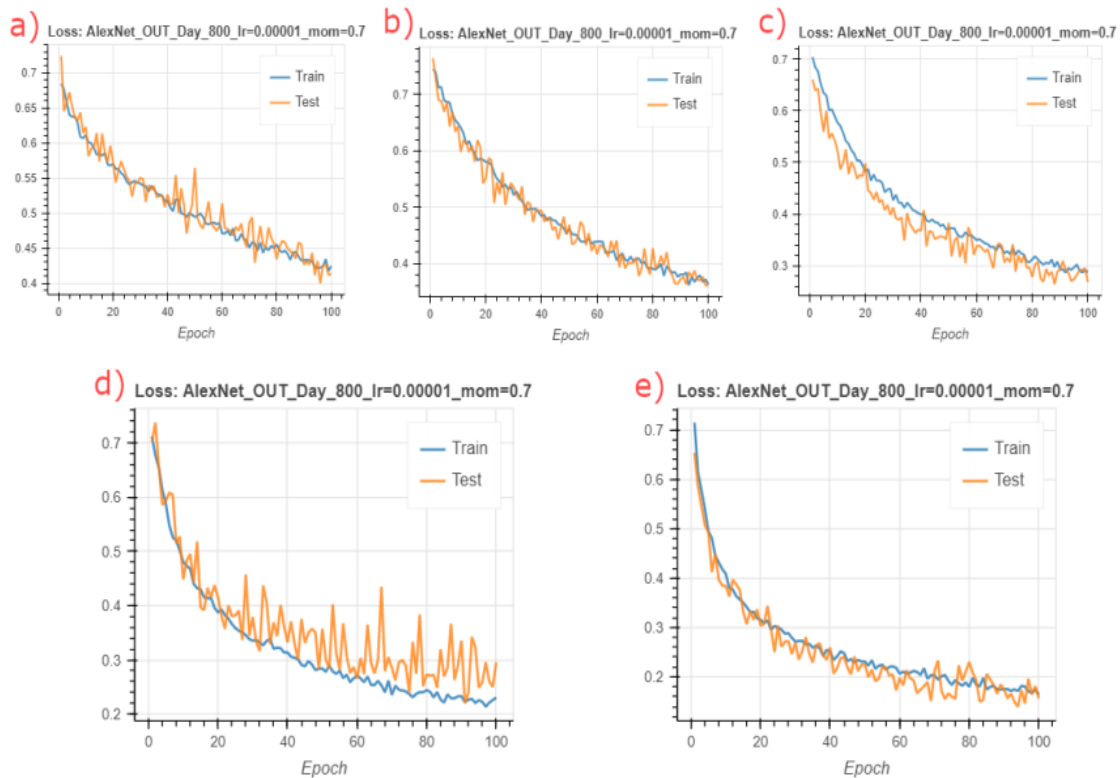 a) Loss: AlexNet_OUT_Day_800_lr=0.00001_mom=0.7
Train
Test
0.7
0.65
0.6
0.55
0.5
0.45
0.4
0 20 40 60 80 100
Epoch
b) Loss: AlexNet_OUT_Day_800_lr=0.00001_mom=0.7
Train
Test
0.7
0.6
0.5
0.4
0 20 40 60 80 100
Epoch
c) Loss: AlexNet_OUT_Day_800_lr=0.00001_mom=0.7
Train
Test
0.7
0.5
0.3
0 20 40 60 80 100
Epoch
d) Loss: AlexNet_OUT_Day_800_lr=0.00001_mom=0.7
Train
Test
0.7
0.6
0.5
0.4
0.3
0.2
0 20 40 60 80 100
Epoch
e) Loss: AlexNet_OUT_Day_800_lr=0.00001_mom=0.7
Train
Test
0.7
0.6
0.5
0.4
0.3
0.2
0 20 40 60 80 100
Epoch